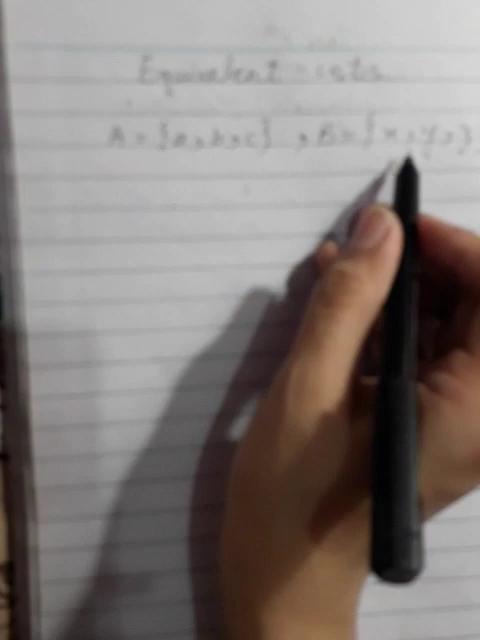 Equivalent sets
A = {a, b, c} , B = {x, y, }